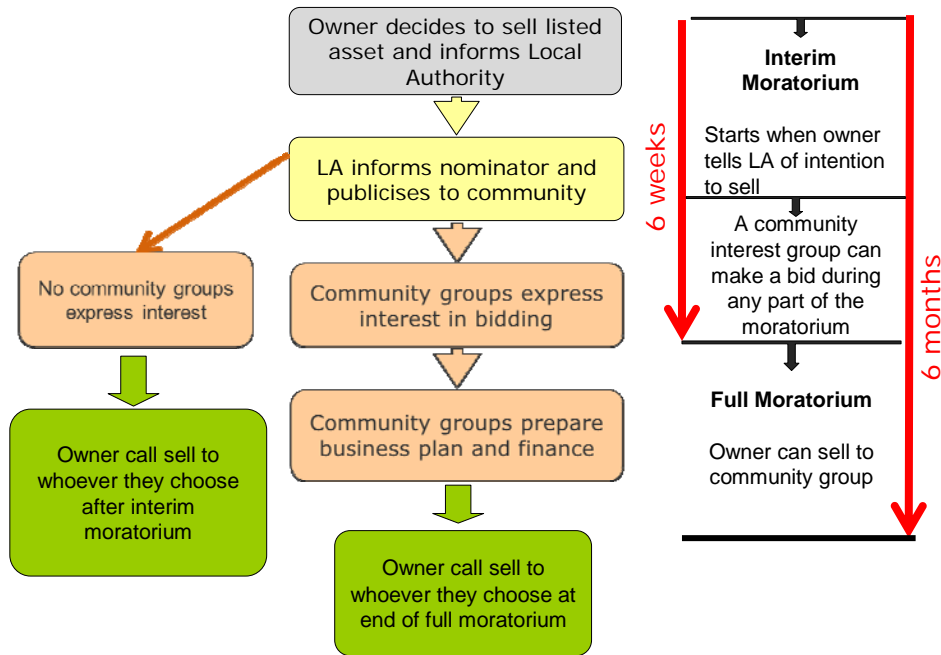 Owner decides to sell listed
asset and informs Local
Authority
LA informs nominator and
publicises to community
No community groups
express interest
Community groups express
interest in bidding
Community groups prepare
business plan and finance
Owner call sell to
whoever they choose
after interim
moratorium
Owner call sell to
whoever they choose at
end of full moratorium
6 weeks
Interim
Moratorium
Starts when owner
tells LA of intention
to sell
A community
interest group can
make a bid during
any part of the
moratorium
Full Moratorium
Owner can sell to
community group
6 months